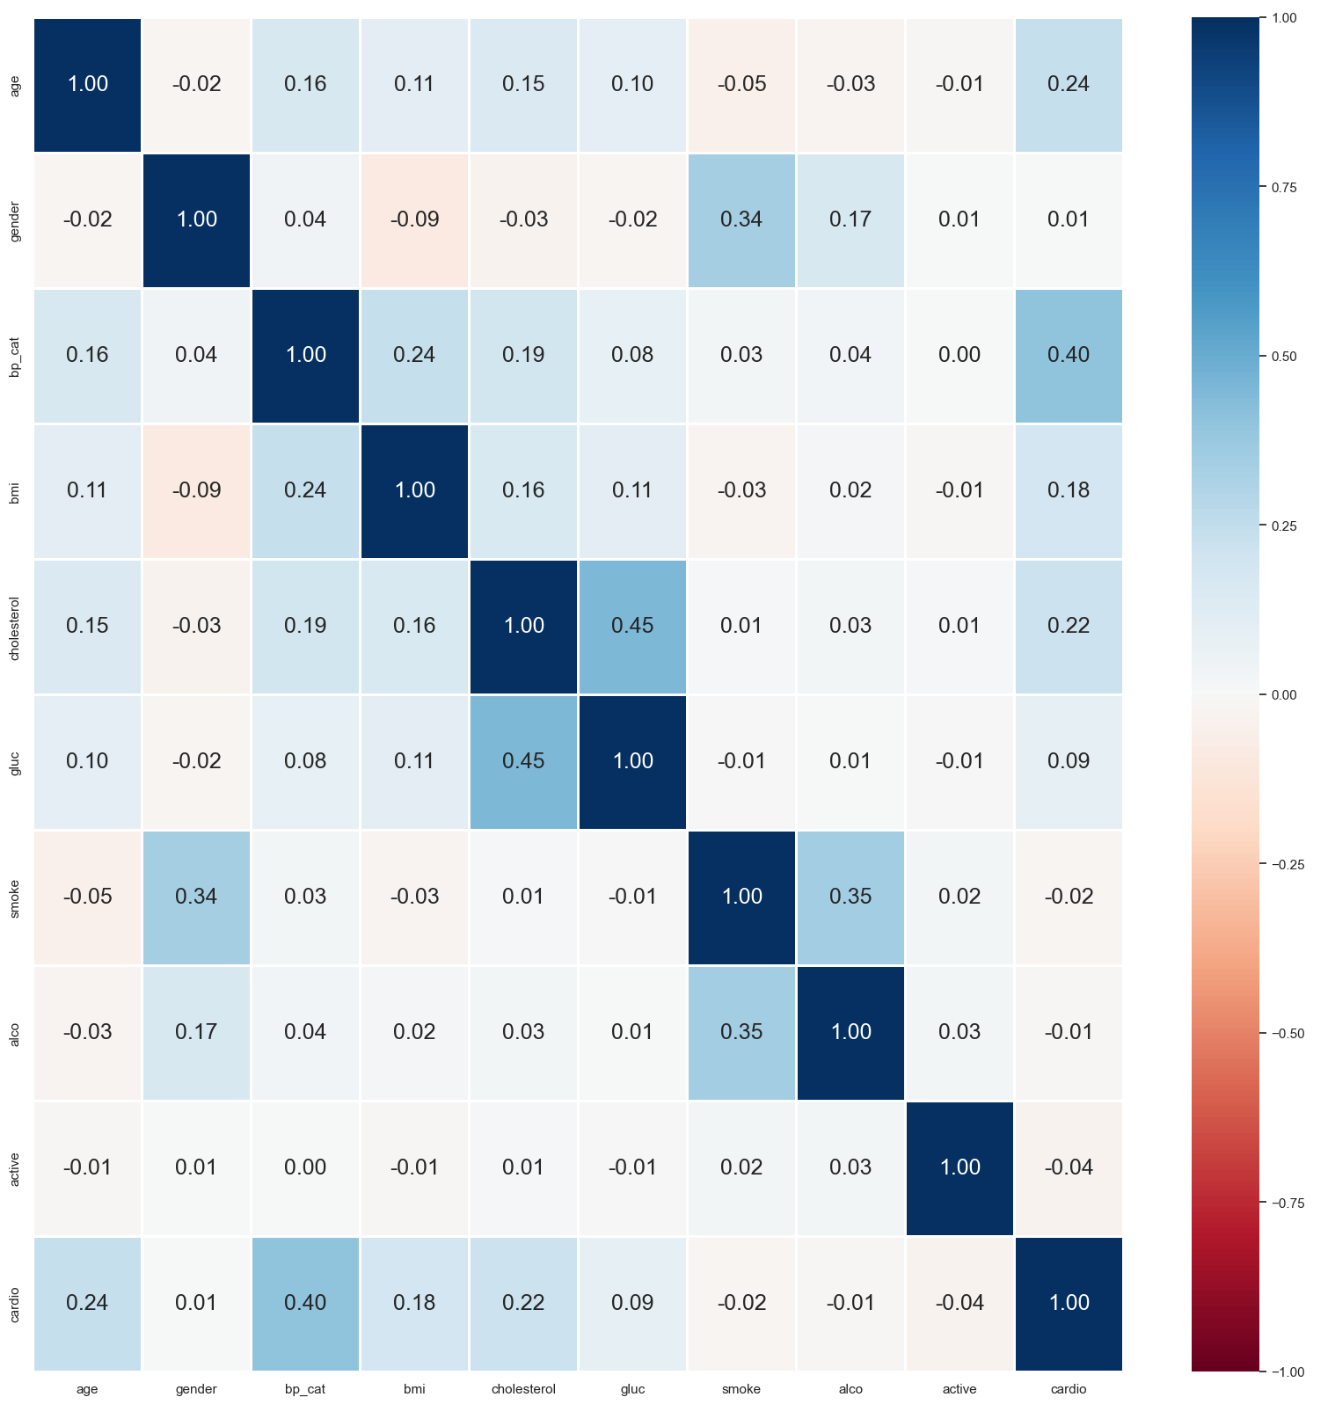 age 1.00 -0.02 0.16 0.11 0.15 0.10 -0.05 -0.03 -0.01 0.24
gender -0.02 1.00 0.04 -0.09 -0.03 -0.02 0.34 0.17 0.01 0.01
bp_cat 0.16 0.04 1.00 0.24 0.19 0.08 0.03 0.04 0.00 0.40
bmi 0.11 -0.09 0.24 1.00 0.16 0.11 -0.03 0.02 -0.01 0.18
cholesterol 0.15 -0.03 0.19 0.16 1.00 0.45 0.01 0.03 0.01 0.22
gluc 0.10 -0.02 0.08 0.11 0.45 1.00 -0.01 0.01 -0.01 0.09
smoke -0.05 0.34 0.03 -0.03 0.01 -0.01 1.00 0.35 0.02 -0.02
alco -0.03 0.17 0.04 0.02 0.03 0.01 0.35 1.00 0.03 -0.01
active -0.01 0.01 0.00 -0.01 0.01 -0.01 0.02 0.03 1.00 -0.04
cardio 0.24 0.01 0.40 0.18 0.22 0.09 -0.02 -0.01 -0.04 1.00
age gender bp_cat bmi cholesterol gluc smoke alco active cardio
1.00
0.75
0.50
0.25
0.00
−0.25
−0.50
−0.75
−1.00